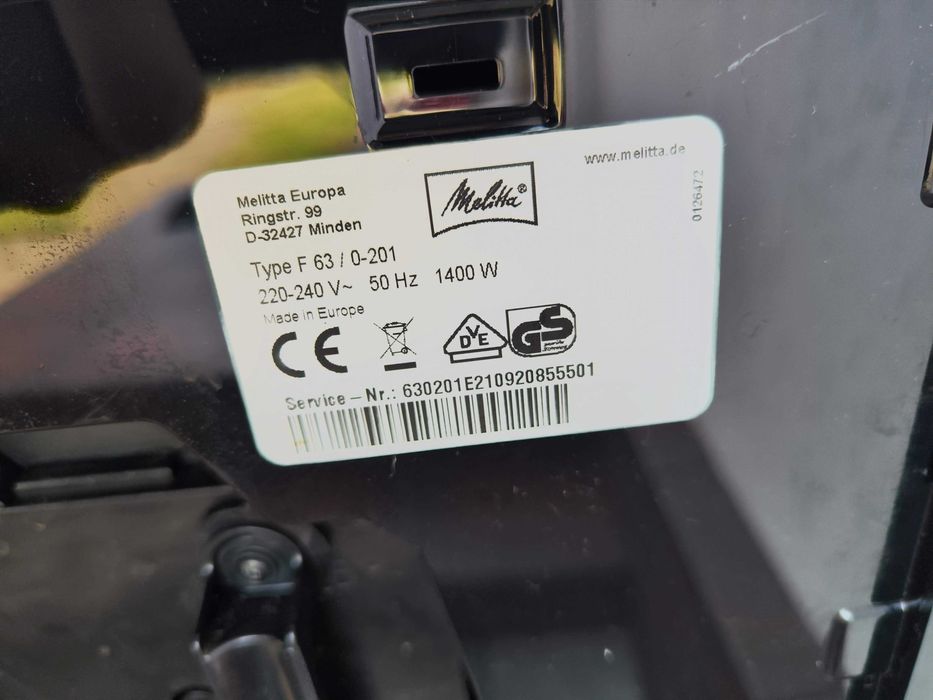 Melitta Europa
Ringstr. 99
D-32427 Minden
Melitta®
www.melitta.de
0126472
Type F 63 / 0-201
220-240 V~ 50 Hz 1400 W
Made in Europe
CE
DVE
GS
Service – Nr.: 630201E210920855501